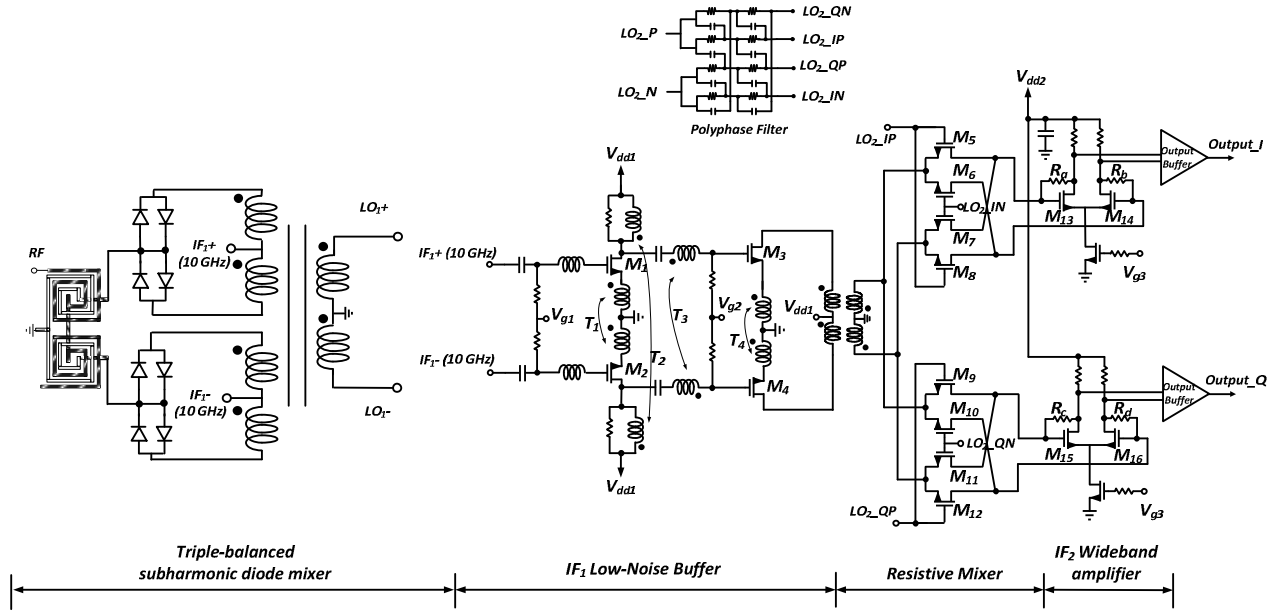 LO2_P
LO2_N
LO2_QN
LO2_IP
LO2_QP
LO2_IN
Polyphase Filter
RF
IF1+
(10 GHz)
IF1-
(10 GHz)
LO1+
LO1-
IF1+ (10 GHz)
IF1- (10 GHz)
Vdd1
M1
Vg1
T1
M2
T2
T3
Vdd1
M3
Vg2
T4
M4
Vdd1
LO2_IP
M5
M6
LO2_IN
M7
M8
M9
M10
LO2_QN
M11
M12
LO2_QP
Vdd2
Ra
Rb
M13
M14
Vg3
Output
Buffer
Output_I
Rc
Rd
M15
M16
Vg3
Output
Buffer
Output_Q
Triple-balanced
subharmonic diode mixer
IF1 Low-Noise Buffer
Resistive Mixer
IF2 Wideband
amplifier